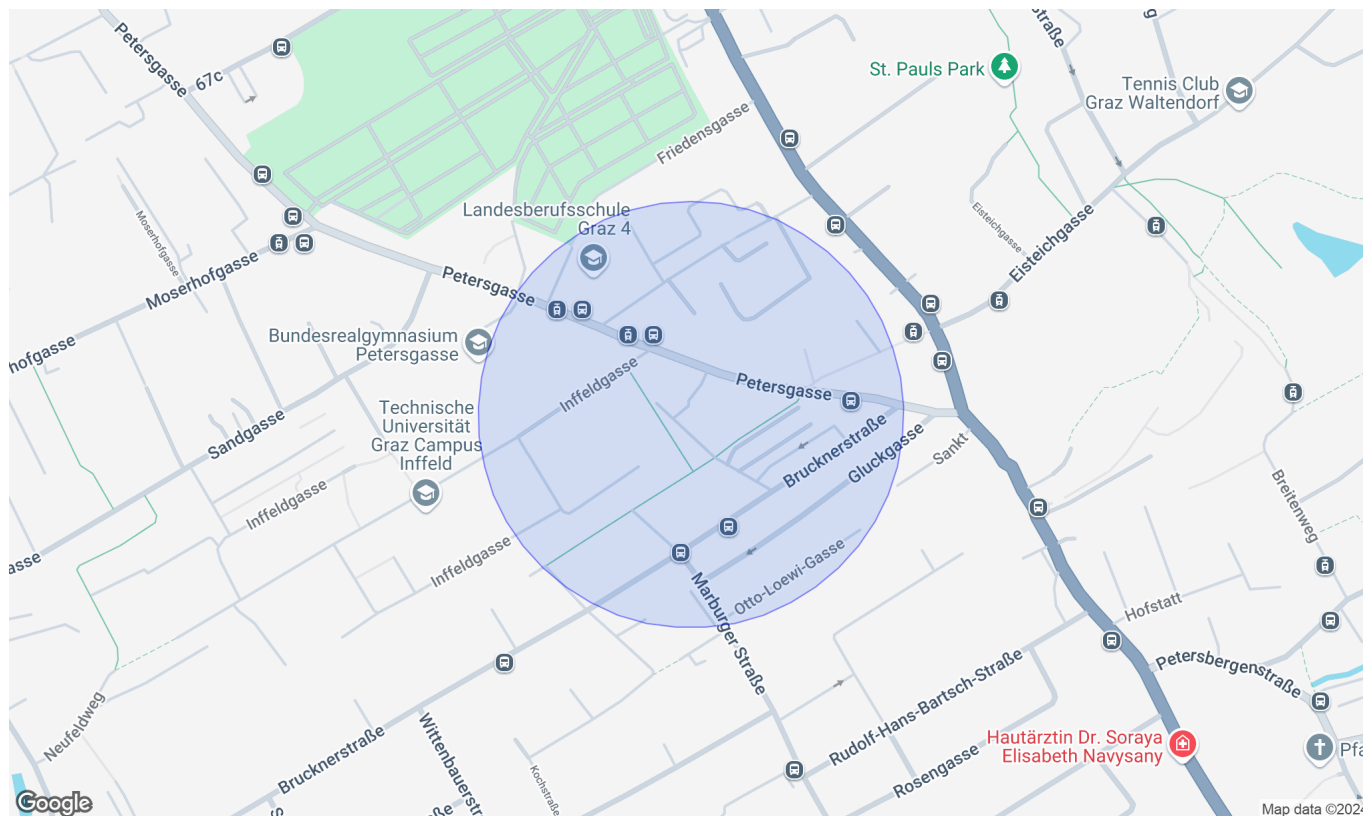 Petersgasse
67c
Friedensgasse
St. Pauls Park
Straße
g
Tennis Club
Graz Waltendorf
Landesberufsschule
Graz 4
Moserhofgasse
Moserhofgasse
Petersgasse
Eisteichgasse
Eisteichgasse
hofgasse
Bundesrealgymnasium
Petersgasse
Inffeldgasse
Petersgasse
Technische
Universität
Graz Campus
Inffeld
Sandgasse
Brucknerstraße
Gluckgasse
Sankt
Inffeldgasse
Breitenweg
asse
Inffeldgasse
Otto-Loewi-Gasse
Marburger Straße
Hofstatt
Petersbergenstraße
Neufeldweg
Rudolf-Hans-Bartsch-Straße
Wittenbauerstr
Brucknerstraße
Kochstraße
Rosengasse
Hautärztin Dr. Soraya
Elisabeth Navysany
Pfa
S
Google
Map data ©2024